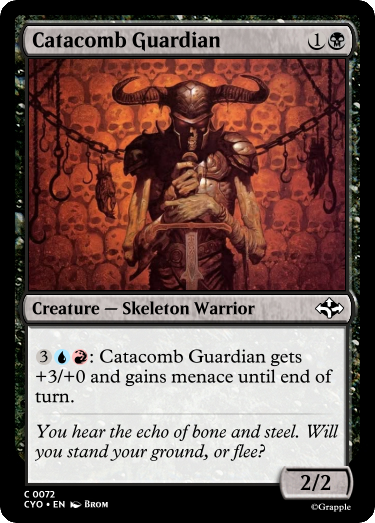 Catacomb Guardian 1
Creature — Skeleton Warrior
3: Catacomb Guardian gets
+3/+0 and gains menace until end of
turn.
You hear the echo of bone and steel. Will
you stand your ground, or flee?
2/2
C 0072
CYO • EN Brom
©Grapple